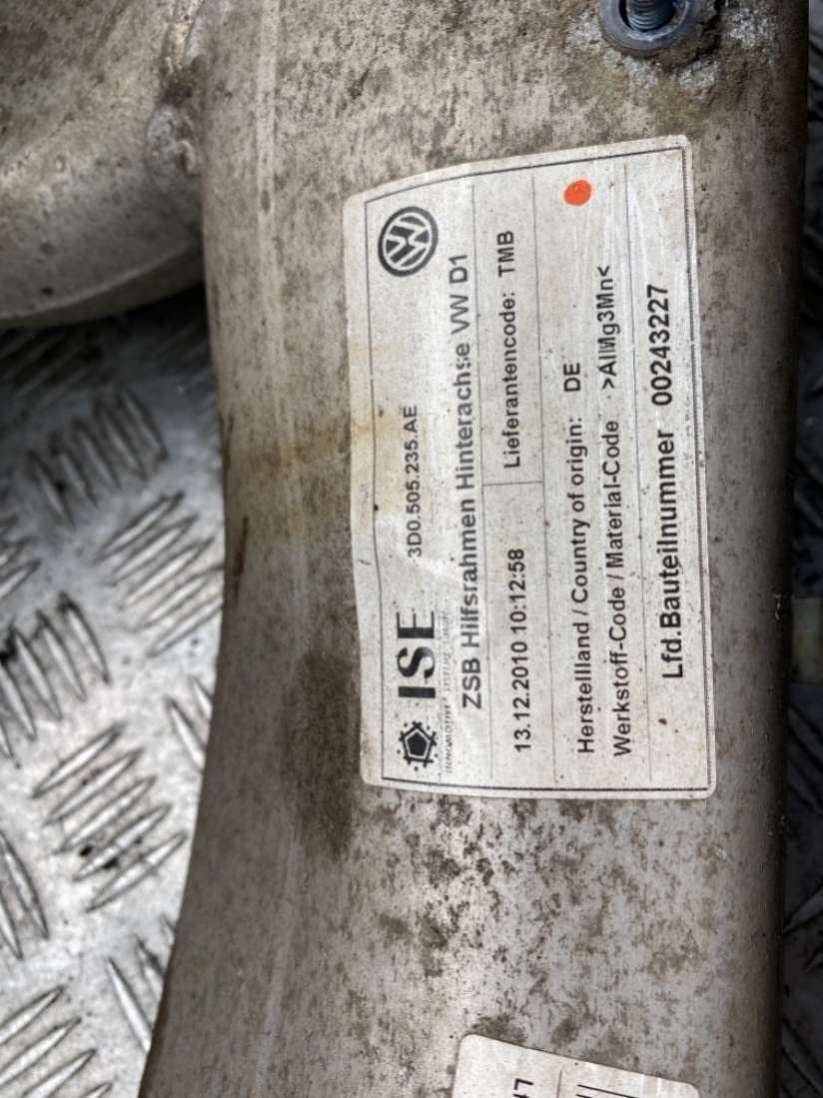 ISE
3D0.505.235.AE
ZSB Hilfsrahmen Hinterachse VW D1
13.12.2010 10:12:58
Lieferantencode: TMB
Herstellland / Country of origin: DE
Werkstoff-Code / Material-Code >AlMg3Mn<
Lfd.Bauteilnummer 00243227